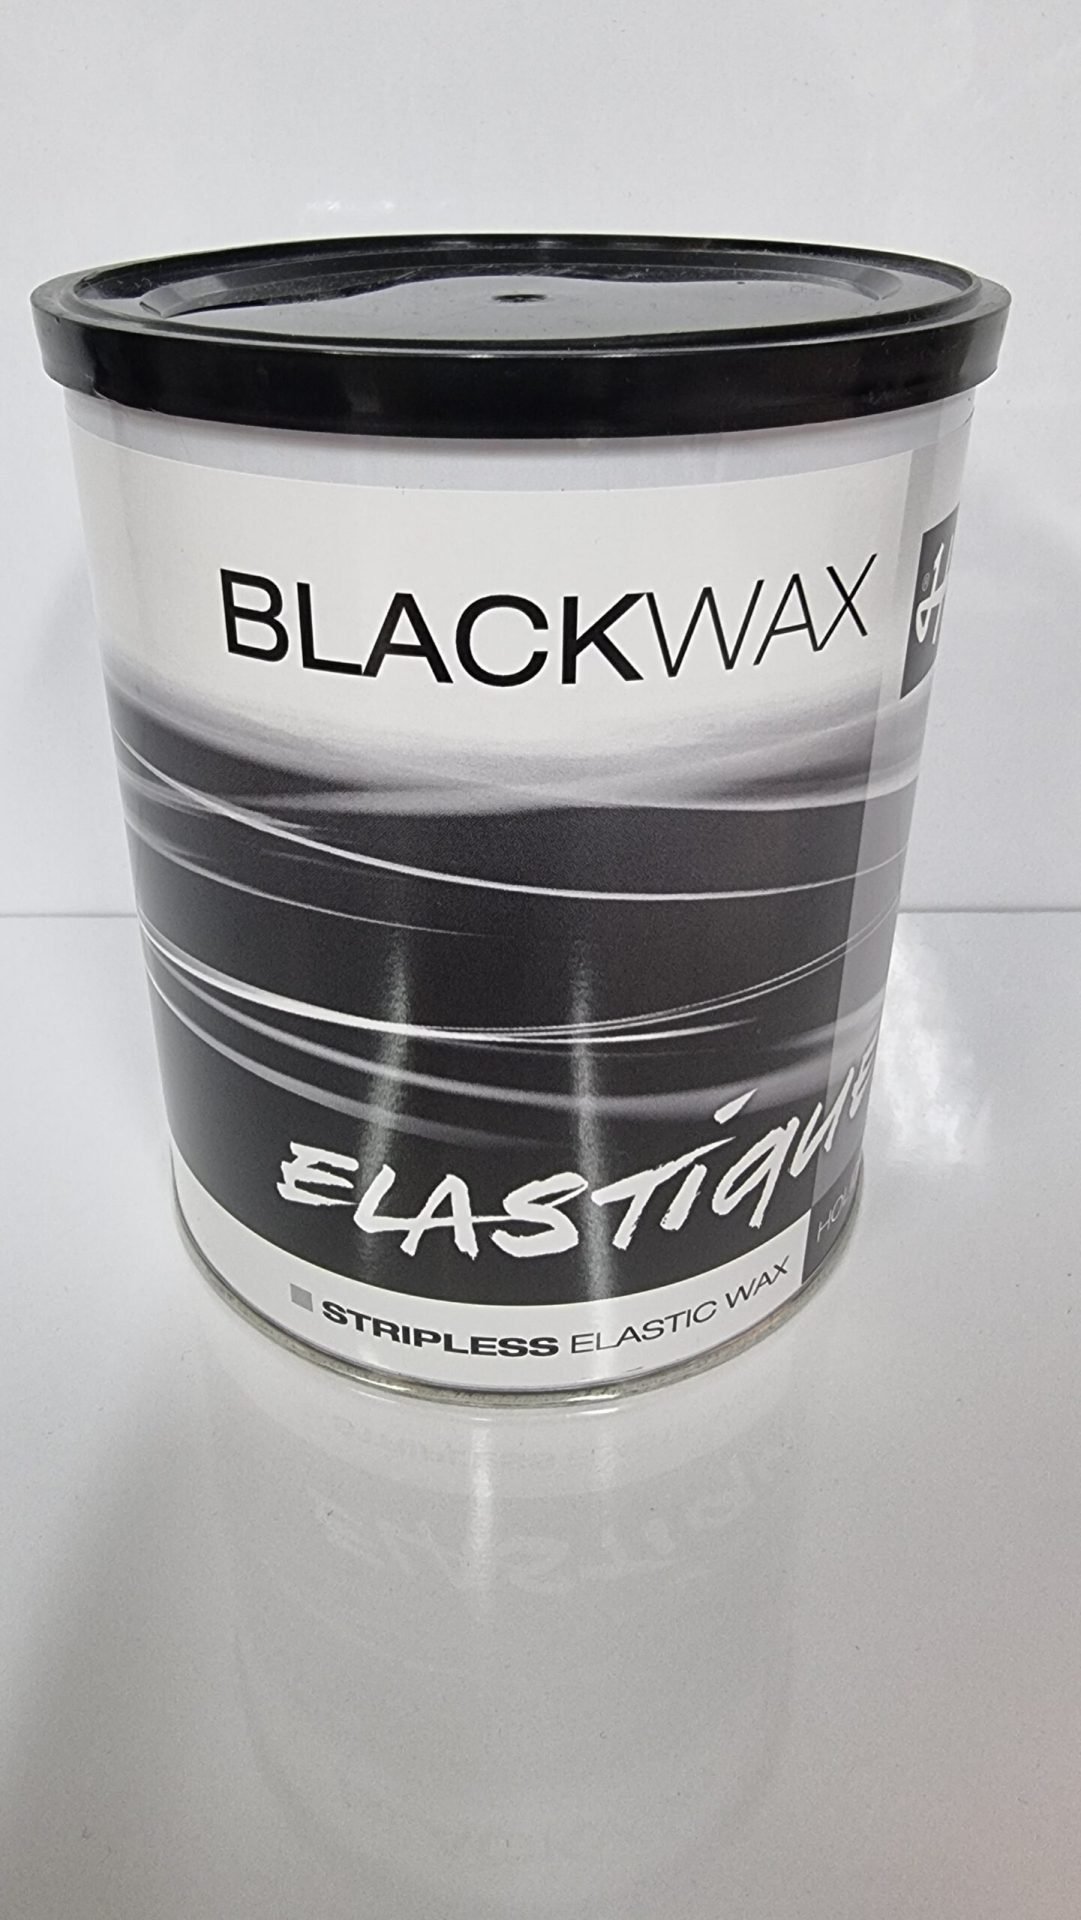 BLACKWAX
®
ELASTIQUE
STRIPLESS ELASTIC WAX